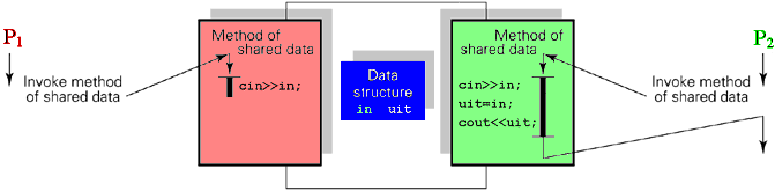 P1
Invoke method
of shared data
Method of
shared data
cin>>in;
Data
structure
in uit
Method of
shared data
cin>>in;
uit=in;
cout<<uit;
P2
Invoke method
of shared data